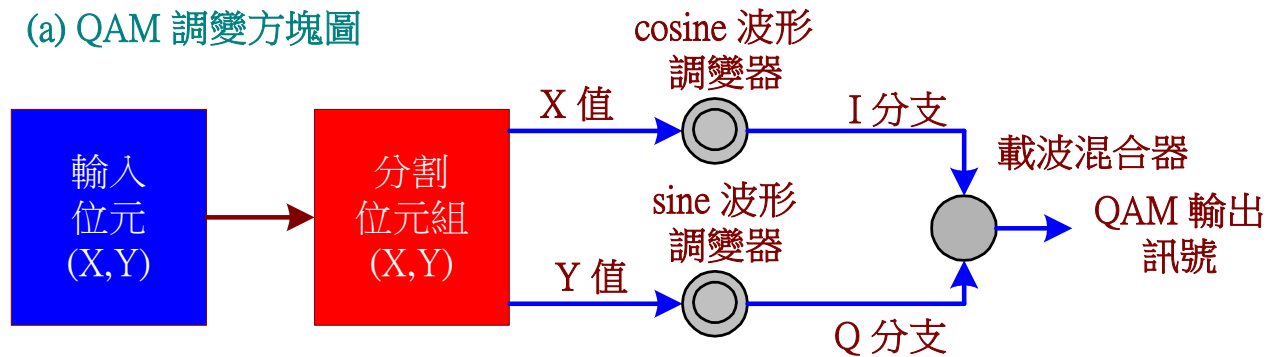 (a) QAM 調變方塊圖
cosine 波形
調變器
X 值
I 分支
輸入
位元
(X,Y)
分割
位元組
(X,Y)
載波混合器
sine 波形
調變器
QAM 輸出
訊號
Y 值
Q 分支